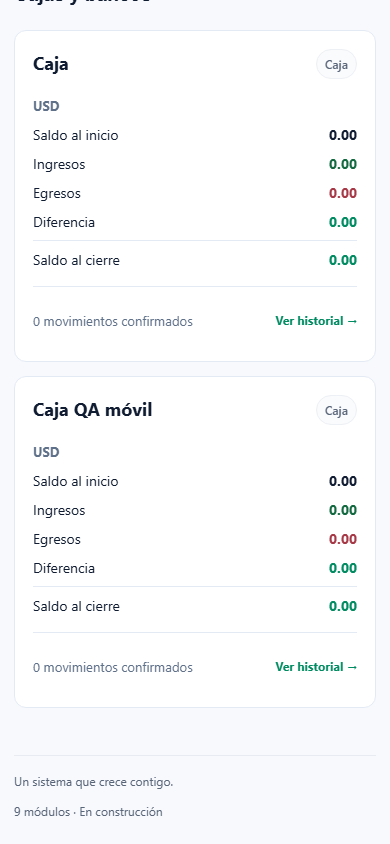 Caja
Caja
USD
Saldo al inicio 0.00
Ingresos 0.00
Egresos 0.00
Diferencia 0.00
Saldo al cierre 0.00
0 movimientos confirmados Ver historial →
Caja QA móvil
Caja
USD
Saldo al inicio 0.00
Ingresos 0.00
Egresos 0.00
Diferencia 0.00
Saldo al cierre 0.00
0 movimientos confirmados Ver historial →
Un sistema que crece contigo.
9 módulos · En construcción